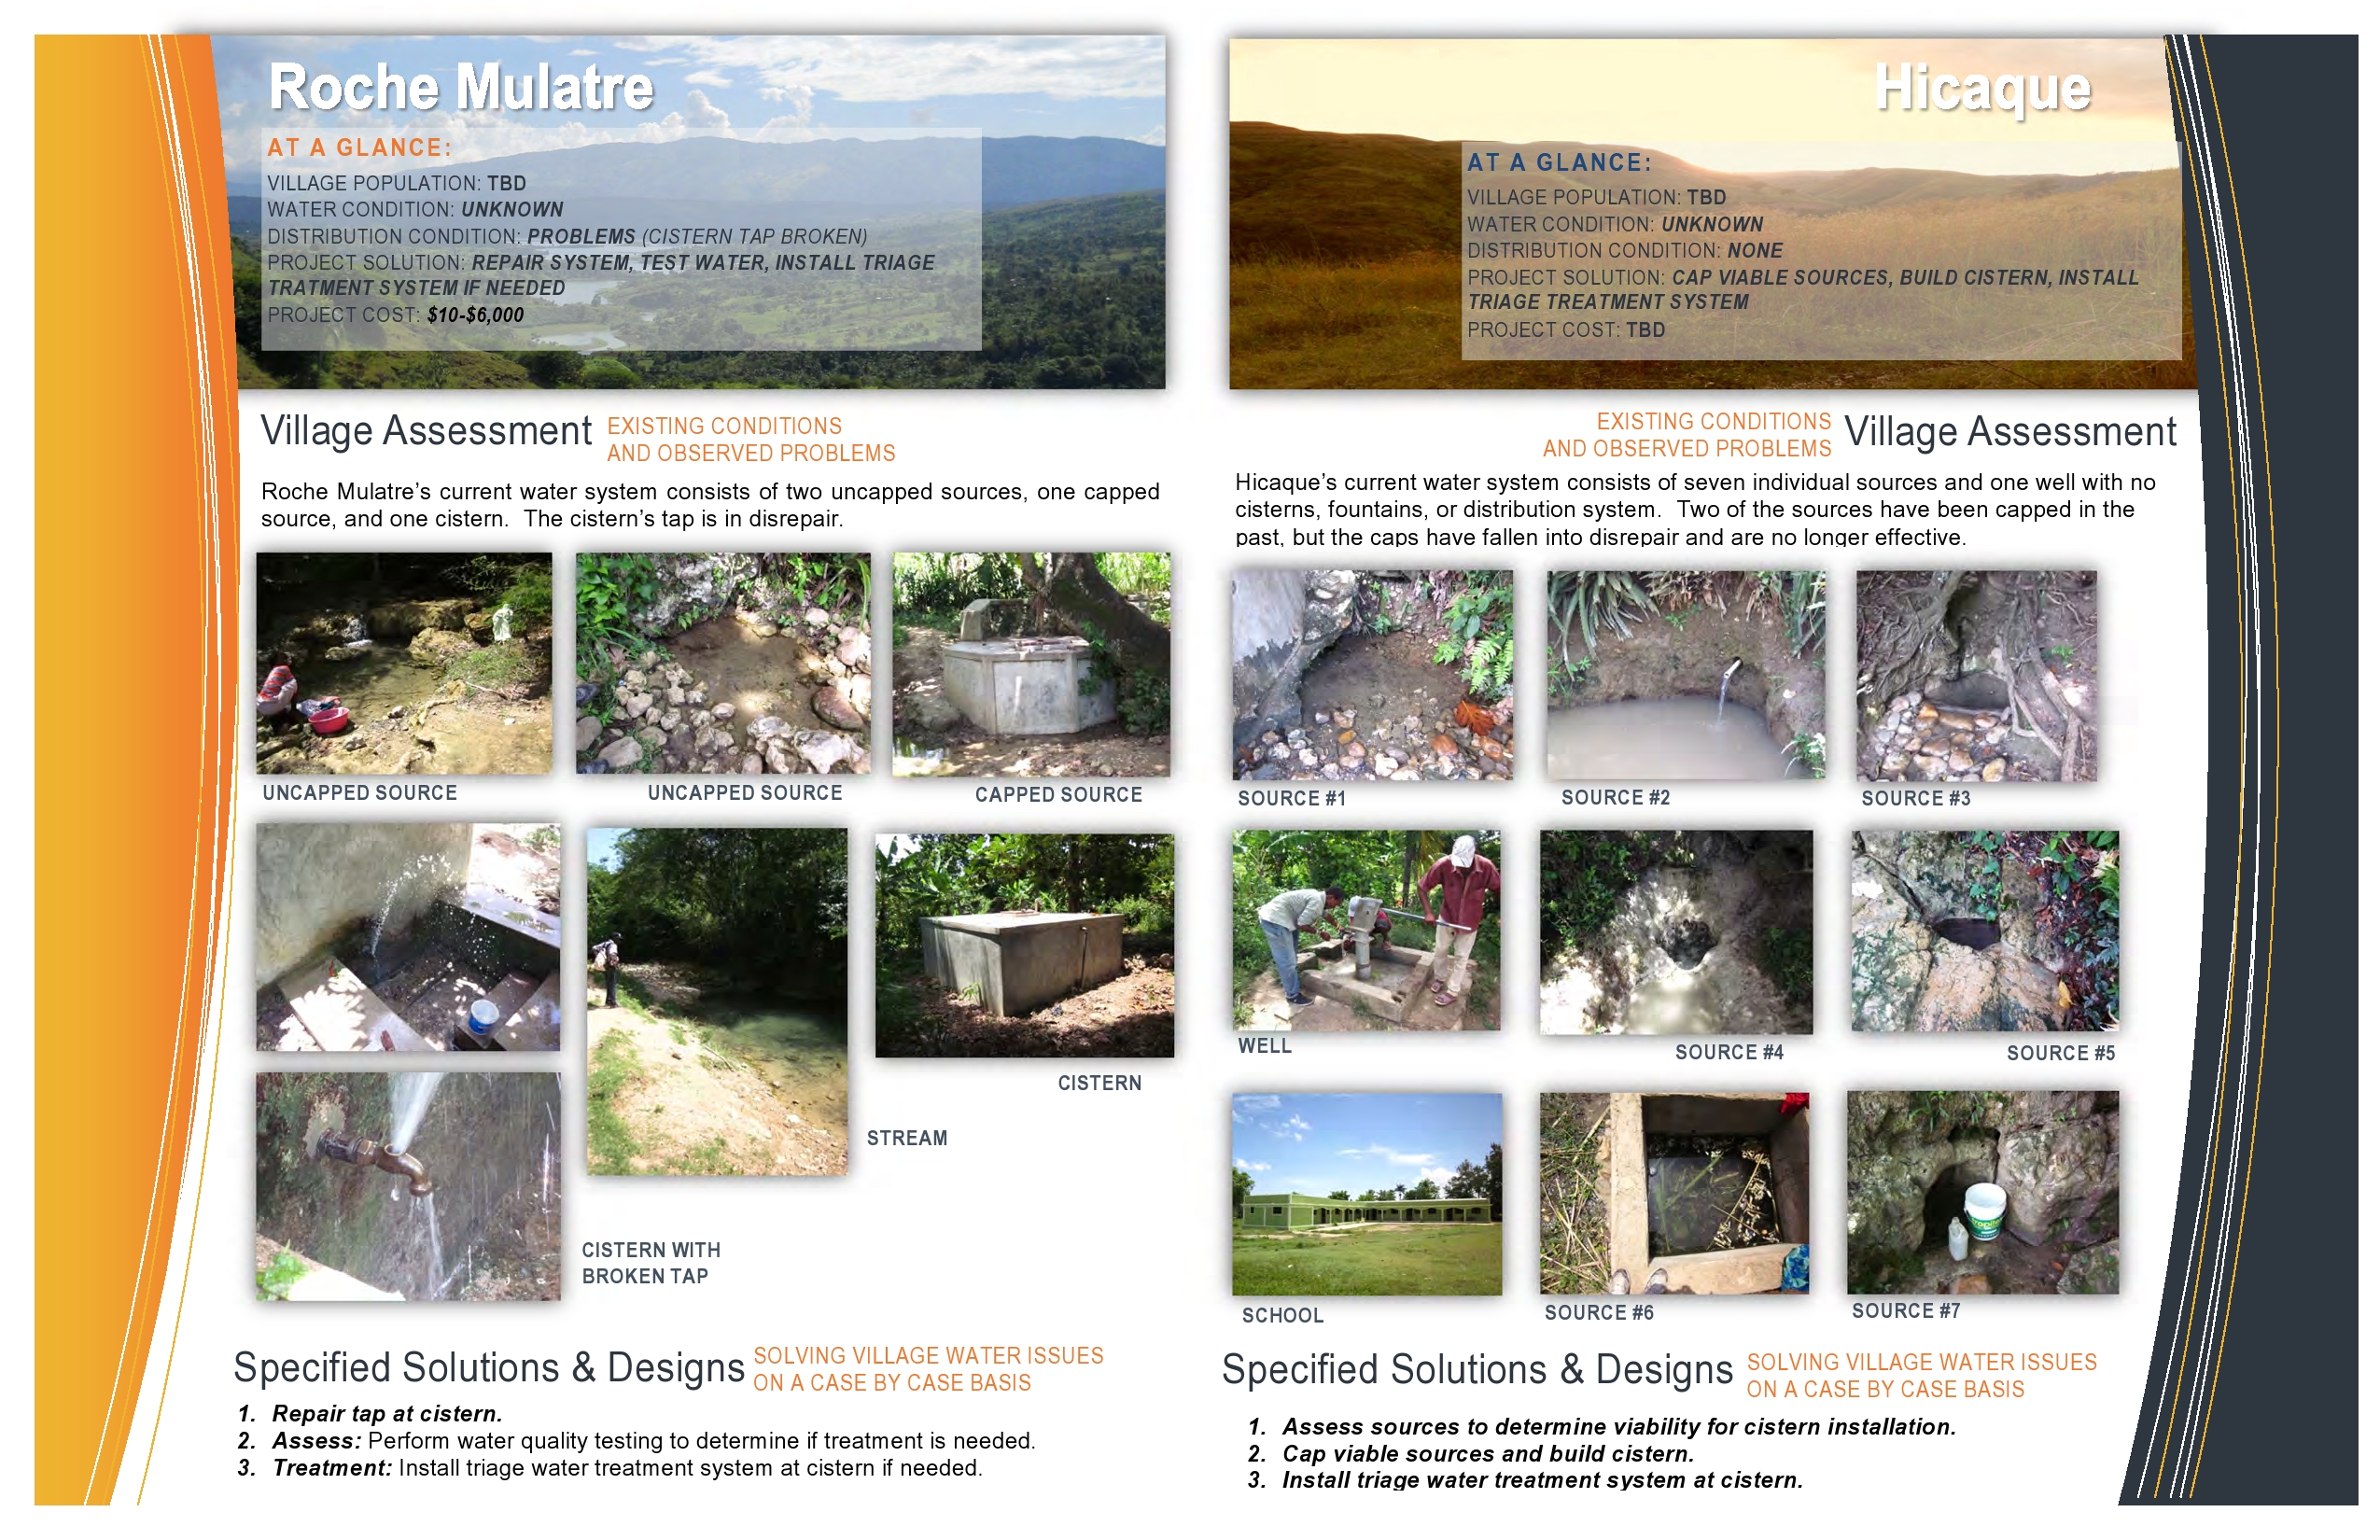 Roche Mulatre
AT A GLANCE:
VILLAGE POPULATION: TBD
WATER CONDITION: UNKNOWN
DISTRIBUTION CONDITION: PROBLEMS (CISTERN TAP BROKEN)
PROJECT SOLUTION: REPAIR SYSTEM, TEST WATER, INSTALL TRIAGE
TRATMENT SYSTEM IF NEEDED
PROJECT COST: $10-$6,000
Village Assessment
EXISTING CONDITIONS
AND OBSERVED PROBLEMS
Roche Mulatre's current water system consists of two uncapped sources, one capped
source, and one cistern.  The cistern's tap is in disrepair.
UNCAPPED SOURCE
UNCAPPED SOURCE
CAPPED SOURCE
CISTERN
STREAM
CISTERN WITH
BROKEN TAP
Specified Solutions & Designs
SOLVING VILLAGE WATER ISSUES
ON A CASE BY CASE BASIS
1. Repair tap at cistern.
2. Assess: Perform water quality testing to determine if treatment is needed.
3. Treatment: Install triage water treatment system at cistern if needed.
Hicaque
AT A GLANCE:
VILLAGE POPULATION: TBD
WATER CONDITION: UNKNOWN
DISTRIBUTION CONDITION: NONE
PROJECT SOLUTION: CAP VIABLE SOURCES, BUILD CISTERN, INSTALL
TRIAGE TREATMENT SYSTEM
PROJECT COST: TBD
EXISTING CONDITIONS
AND OBSERVED PROBLEMS
Village Assessment
Hicaque's current water system consists of seven individual sources and one well with no
cisterns, fountains, or distribution system.  Two of the sources have been capped in the
past, but the caps have fallen into disrepair and are no longer effective.
SOURCE #1
SOURCE #2
SOURCE #3
WELL
SOURCE #4
SOURCE #5
SCHOOL
SOURCE #6
SOURCE #7
Specified Solutions & Designs
SOLVING VILLAGE WATER ISSUES
ON A CASE BY CASE BASIS
1. Assess sources to determine viability for cistern installation.
2. Cap viable sources and build cistern.
3. Install triage water treatment system at cistern.